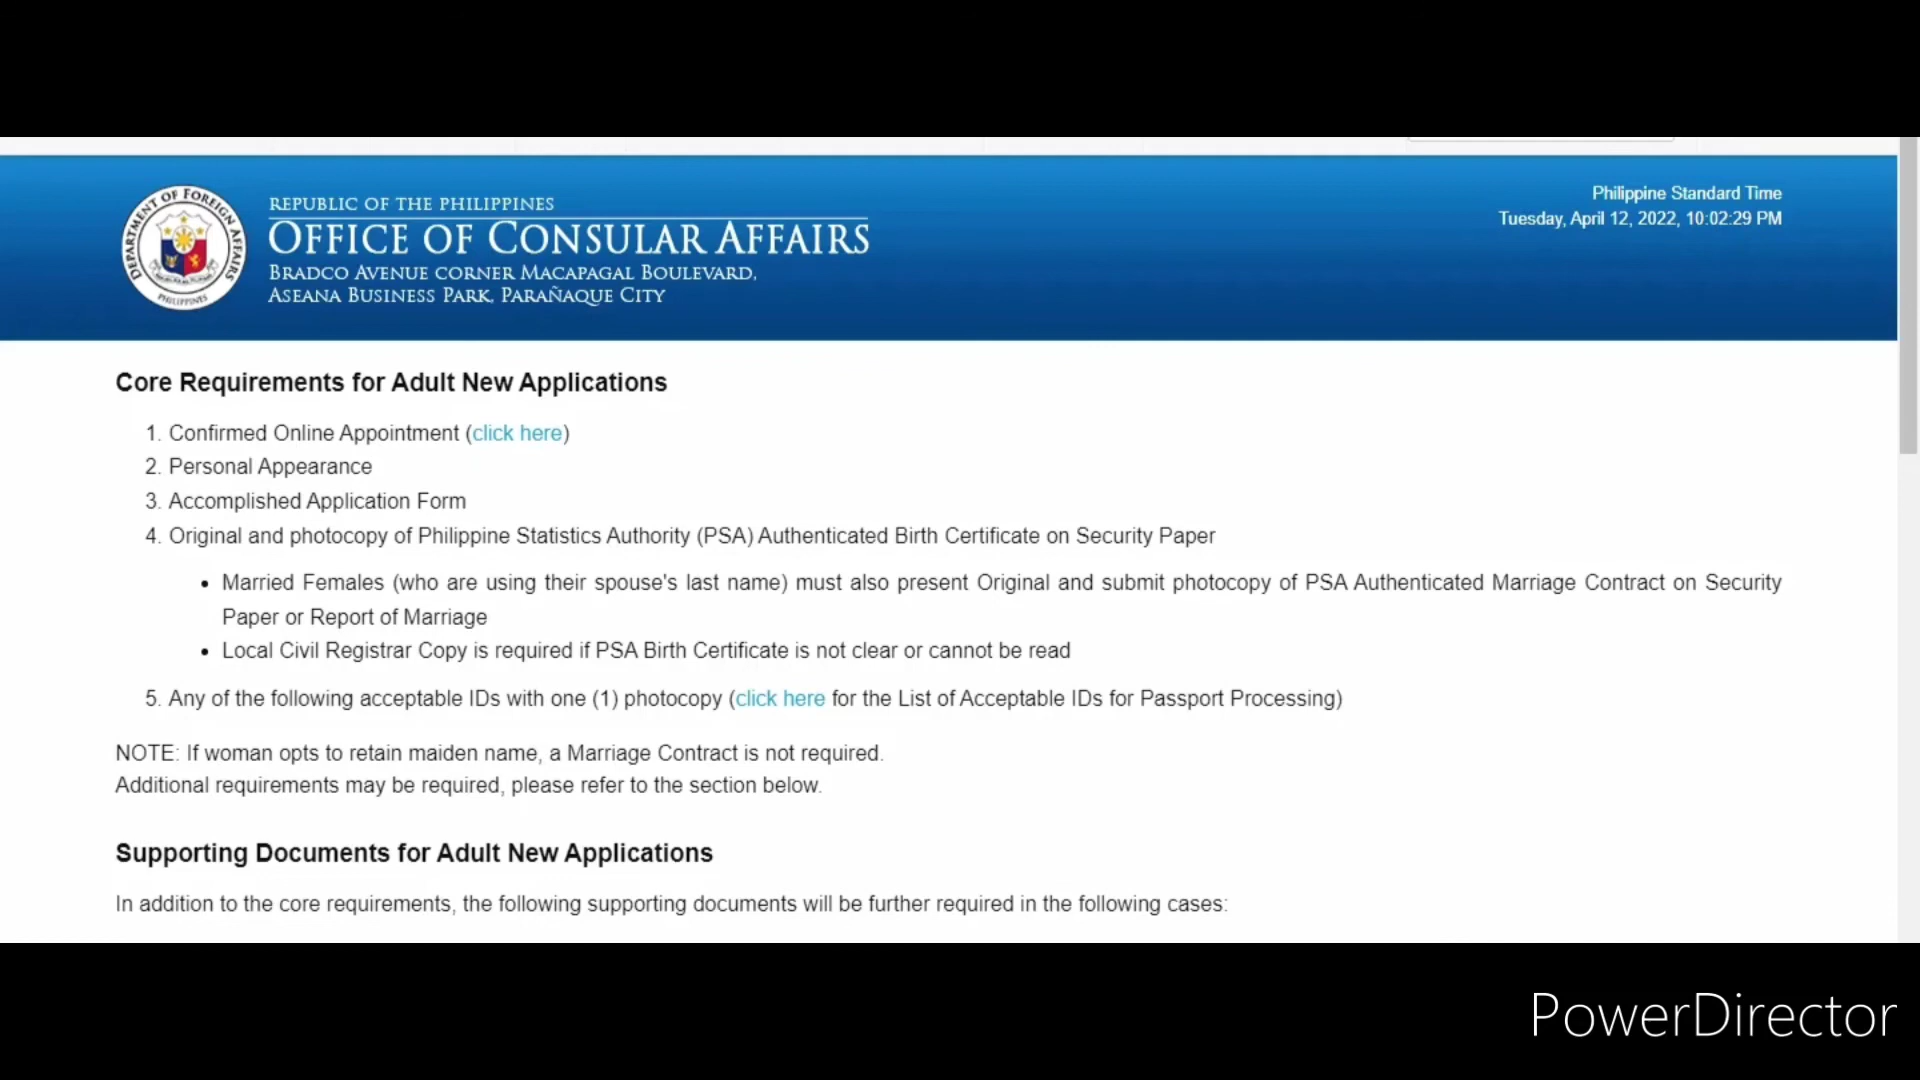 DEPARTMENT OF FOREIGN AFFAIRS
PHILIPPINES
REPUBLIC OF THE PHILIPPINES
OFFICE OF CONSULAR AFFAIRS
BRADCO AVENUE CORNER MACAPAGAL BOULEVARD,
ASEANA BUSINESS PARK, PARAÑAQUE CITY
Philippine Standard Time
Tuesday, April 12, 2022, 10:02:29 PM
Core Requirements for Adult New Applications
1. Confirmed Online Appointment (click here)
2. Personal Appearance
3. Accomplished Application Form
4. Original and photocopy of Philippine Statistics Authority (PSA) Authenticated Birth Certificate on Security Paper
• Married Females (who are using their spouse's last name) must also present Original and submit photocopy of PSA Authenticated Marriage Contract on Security
Paper or Report of Marriage
• Local Civil Registrar Copy is required if PSA Birth Certificate is not clear or cannot be read
5. Any of the following acceptable IDs with one (1) photocopy (click here for the List of Acceptable IDs for Passport Processing)
NOTE: If woman opts to retain maiden name, a Marriage Contract is not required.
Additional requirements may be required, please refer to the section below.
Supporting Documents for Adult New Applications
In addition to the core requirements, the following supporting documents will be further required in the following cases:
PowerDirector